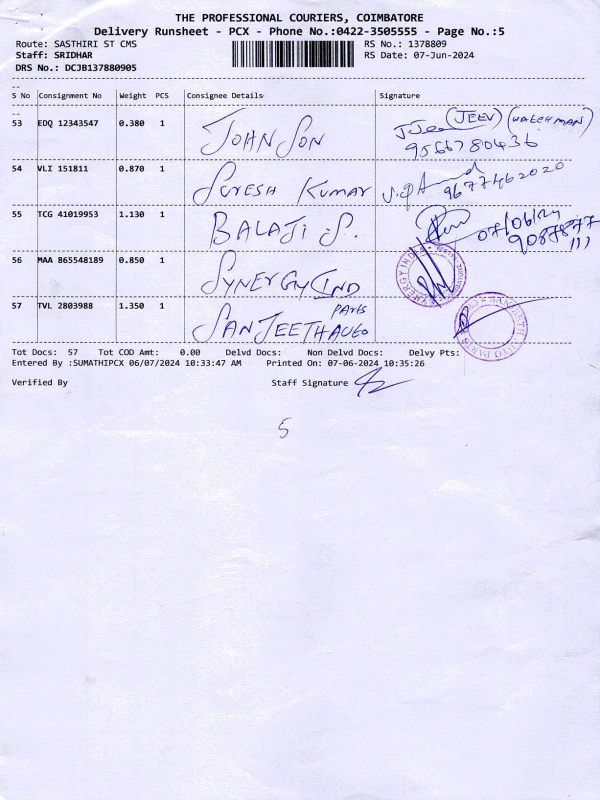 THE PROFESSIONAL COURIERS, COIMBATORE
Delivery Runsheet - PCX - Phone No.:0422-3505555 - Page No.:5
Route: SASTHIRI ST CMS
RS No.: 1378809
Staff: SRIDHAR
RS Date: 07-Jun-2024
DRS No.: DCJB137880905
S No Consignment No Weight PCS Consignee Details Signature
53 EDQ 12343547 0.380 1 JOHN SON (JEEV) (WATCHMAN)
9566780436
54 VLI 151811 0.870 1 SURESH KUMAR 9677462020
55 TCG 41019953 1.130 1 BALAJI .S. 07/06/24
9087877
111
56 MAA 865548189 0.850 1 SYNERGY IND
57 TVL 2803988 1.350 1 SANJEETH AUTO PARTS
Tot Docs: 57 Tot COD Amt: 0.00 Delvd Docs: Non Delvd Docs: Delvy Pts:
Entered By :SUMATHIPCX 06/07/2024 10:33:47 AM Printed On: 07-06-2024 10:35:26
Verified By Staff Signature
5